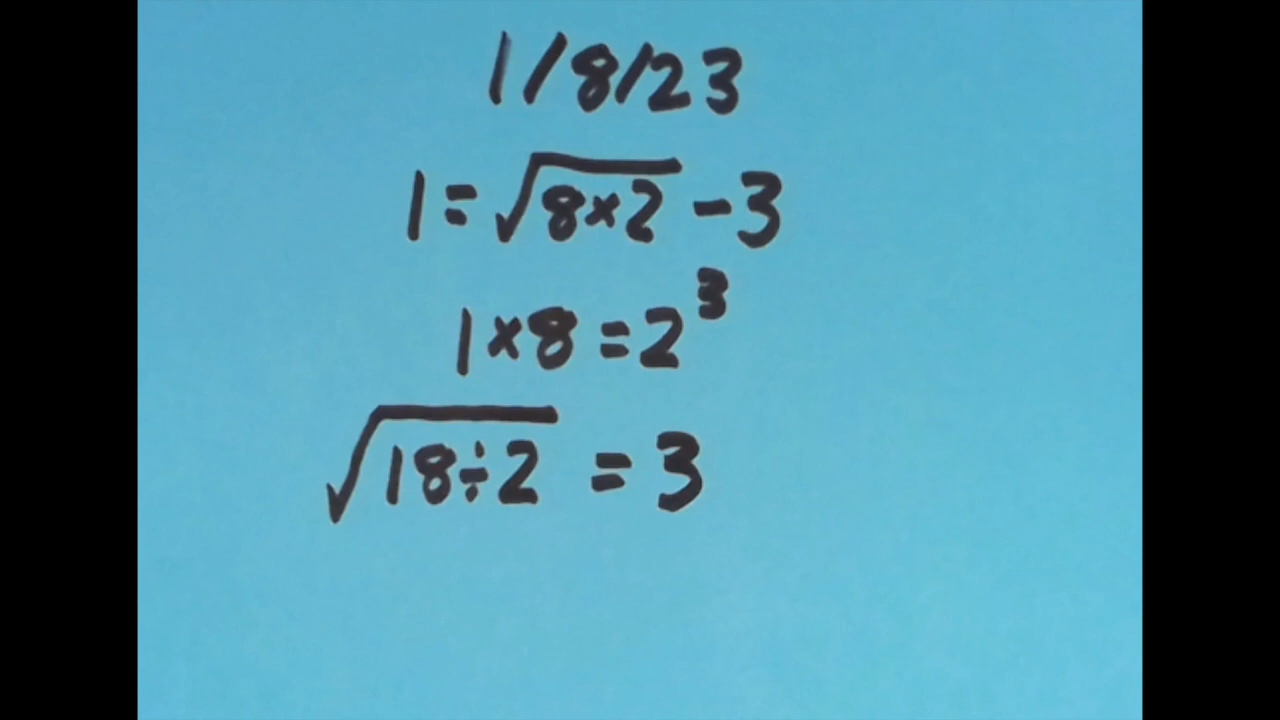 1/8/23
1=√8×2 -3
1×8=2³
√18÷2 =3